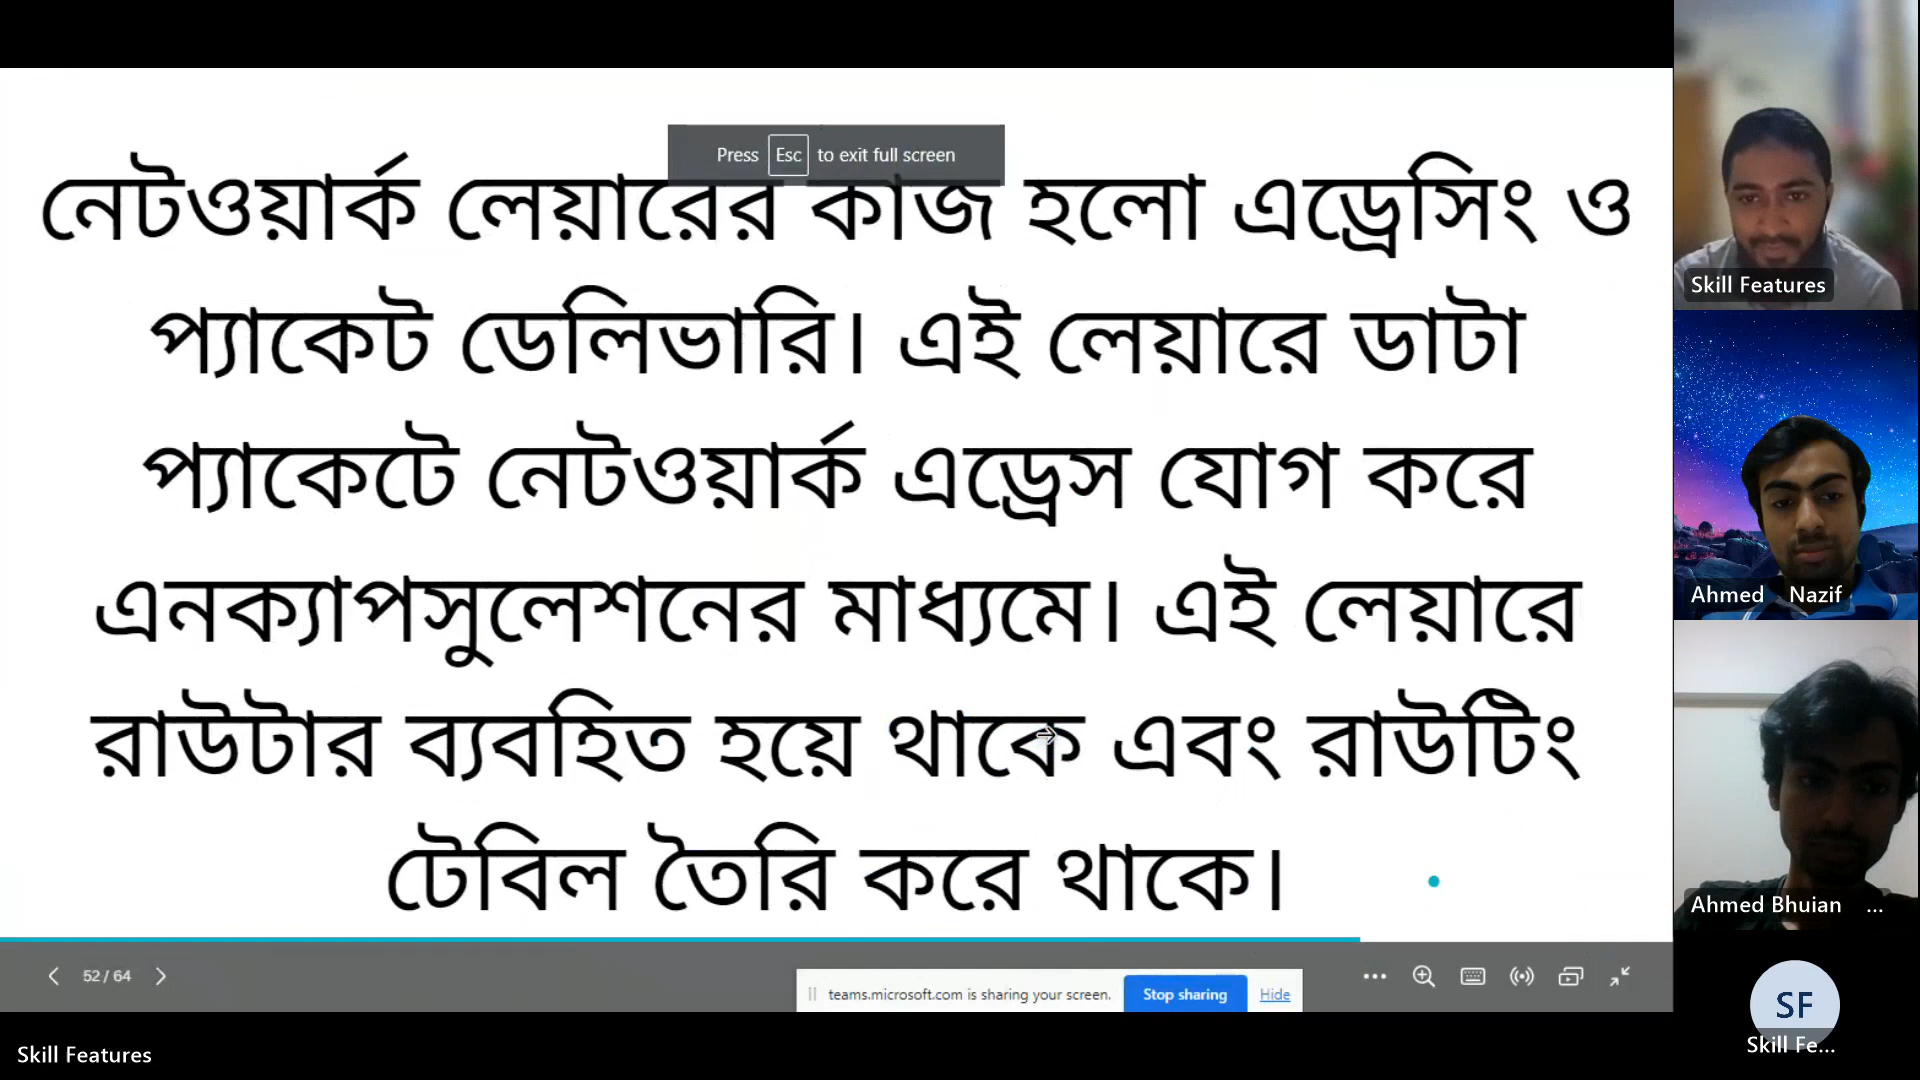 Press Esc to exit full screen
নেটওয়ার্ক লেয়ারের কাজ হলো এড্রেসিং ও
প্যাকেট ডেলিভারি। এই লেয়ারে ডাটা
প্যাকেটে নেটওয়ার্ক এড্রেস যোগ করে
এনক্যাপসুলেশনের মাধ্যমে। এই লেয়ারে
রাউটার ব্যবহিত হয়ে থাকে এবং রাউটিং
টেবিল তৈরি করে থাকে।
52 / 64
teams.microsoft.com is sharing your screen. Stop sharing Hide
Skill Features
Skill Features
Ahmed Nazif
Ahmed Bhuian ...
SF
Skill Fe...